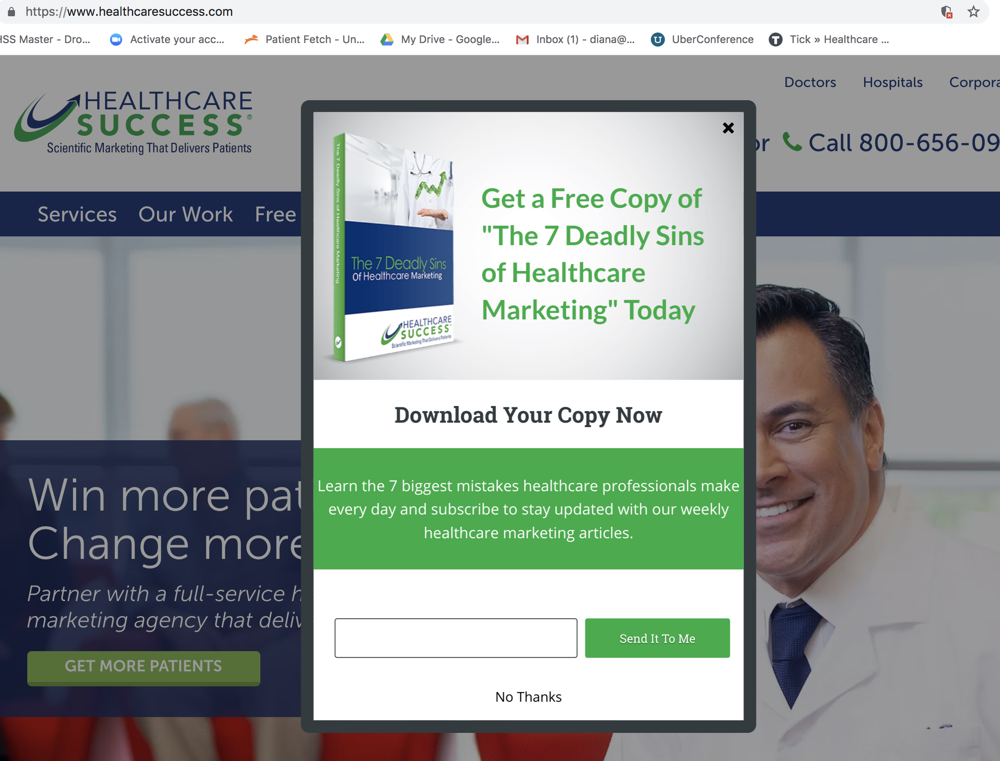 https://www.healthcaresuccess.com
HSS Master - Dro... Activate your acc... Patient Fetch - Un... My Drive - Google... Inbox (1) - diana@... UberConference Tick » Healthcare ...
Doctors Hospitals Corpora
HEALTHCARE
SUCCESS®
Scientific Marketing That Delivers Patients
or Call 800-656-09
Services Our Work Free
The 7 Deadly Sins of Healthcare Marketing
The 7 Deadly Sins
Of Healthcare Marketing
HEALTHCARE
SUCCESS
Scientific Marketing That Delivers Patients
Get a Free Copy of
"The 7 Deadly Sins
of Healthcare
Marketing" Today
Download Your Copy Now
Learn the 7 biggest mistakes healthcare professionals make
every day and subscribe to stay updated with our weekly
healthcare marketing articles.
Send It To Me
No Thanks
Win more pat
Change more
Partner with a full-service h
marketing agency that deliv
GET MORE PATIENTS